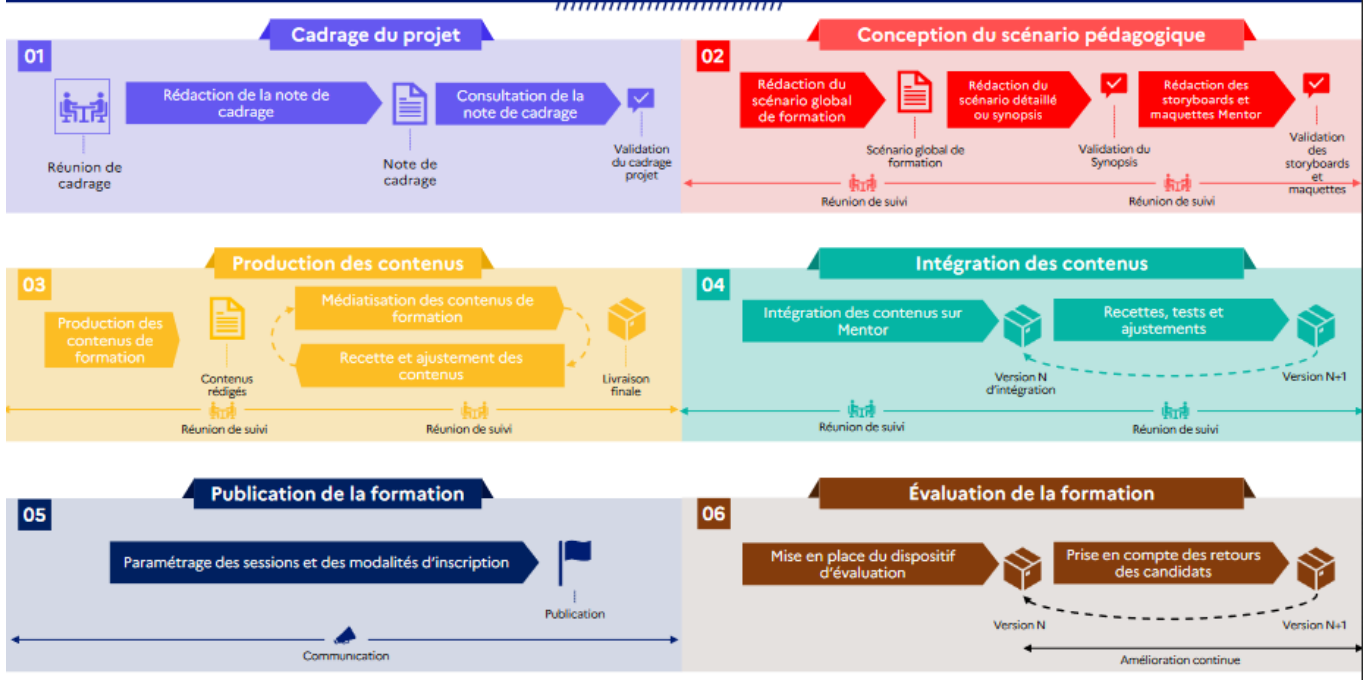 Cadrage du projet
01
Rédaction de la note de
cadrage
Consultation de la
note de cadrage
Réunion de
cadrage
Note de
cadrage
Validation
du cadrage
projet
Conception du scénario pédagogique
02
Rédaction du
scénario global
de formation
Rédaction du
scénario détaillé
ou synopsis
Rédaction des
storyboards et
maquettes Mentor
Scénario global de
formation
Validation du
Synopsis
Validation
des
storyboards
et
maquettes
Réunion de suivi
Réunion de suivi
Production des contenus
03
Production des
contenus de
formation
Médiatisation des contenus de
formation
Recette et ajustement des
contenus
Contenus
rédigés
Livraison
finale
Réunion de suivi
Réunion de suivi
Intégration des contenus
04
Intégration des contenus sur
Mentor
Recettes, tests et
ajustements
Version N
d'intégration
Version N+1
Réunion de suivi
Réunion de suivi
Publication de la formation
05
Paramétrage des sessions et des modalités d'inscription
Publication
Communication
Évaluation de la formation
06
Mise en place du dispositif
d'évaluation
Prise en compte des retours
des candidats
Version N
Version N+1
Amélioration continue